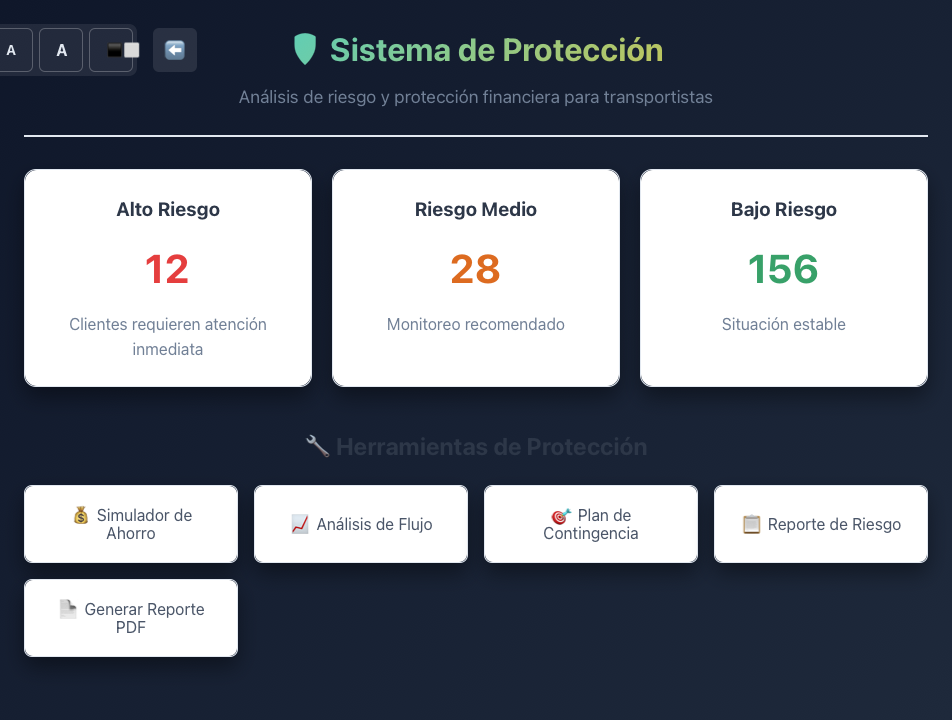 A
A
Sistema de Protección
Análisis de riesgo y protección financiera para transportistas
Alto Riesgo
12
Clientes requieren atención
inmediata
Riesgo Medio
28
Monitoreo recomendado
Bajo Riesgo
156
Situación estable
Herramientas de Protección
Simulador de
Ahorro
Análisis de Flujo
Plan de
Contingencia
Reporte de Riesgo
Generar Reporte
PDF